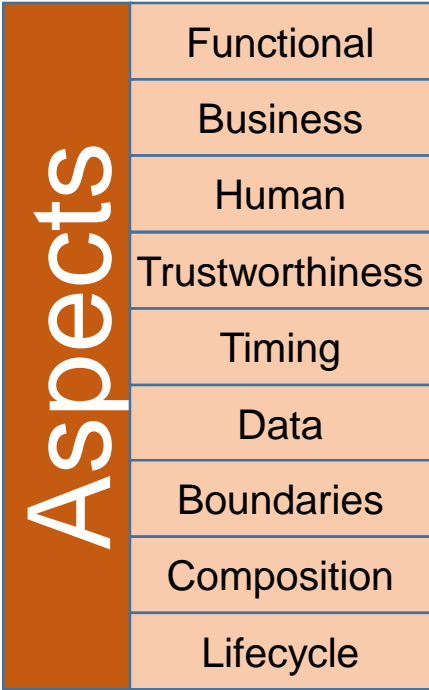 Aspects
Functional
Business
Human
Trustworthiness
Timing
Data
Boundaries
Composition
Lifecycle